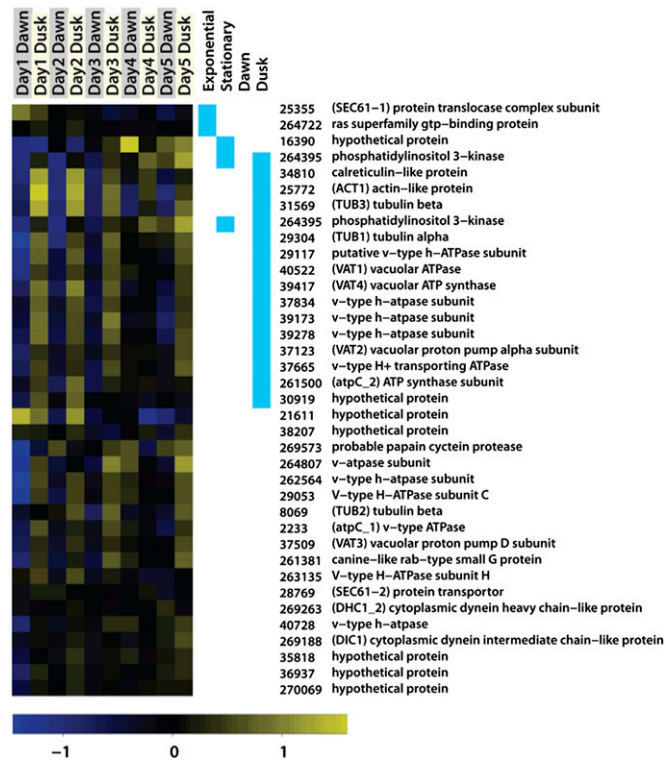 Day1 Dawn
Day1 Dusk
Day2 Dawn
Day2 Dusk
Day3 Dawn
Day3 Dusk
Day4 Dawn
Day4 Dusk
Day5 Dawn
Day5 Dusk
Exponential
Stationary
Dawn
Dusk
25355 (SEC61−1) protein translocase complex subunit
264722 ras superfamily gtp−binding protein
16390 hypothetical protein
264395 phosphatidylinositol 3−kinase
34810 calreticulin−like protein
25772 (ACT1) actin−like protein
31569 (TUB3) tubulin beta
264395 phosphatidylinositol 3−kinase
29304 (TUB1) tubulin alpha
29117 putative v−type h−ATPase subunit
40522 (VAT1) vacuolar ATPase
39417 (VAT4) vacuolar ATP synthase
37834 v−type h−atpase subunit
39173 v−type h−atpase subunit
39278 v−type h−atpase subunit
37123 (VAT2) vacuolar proton pump alpha subunit
37665 v−type H+ transporting ATPase
261500 (atpC_2) ATP synthase subunit
30919 hypothetical protein
21611 hypothetical protein
38207 hypothetical protein
269573 probable papain cyctein protease
264807 v−atpase subunit
262564 v−type h−atpase subunit
29053 V−type H−ATPase subunit C
8069 (TUB2) tubulin beta
2233 (atpC_1) v−type ATPase
37509 (VAT3) vacuolar proton pump D subunit
261381 canine−like rab−type small G protein
263135 V−type H−ATPase subunit H
28769 (SEC61−2) protein transportor
269263 (DHC1_2) cytoplasmic dynein heavy chain−like protein
40728 v−type h−atpase
269188 (DIC1) cytoplasmic dynein intermediate chain−like protein
35818 hypothetical protein
36937 hypothetical protein
270069 hypothetical protein
−1 0 1